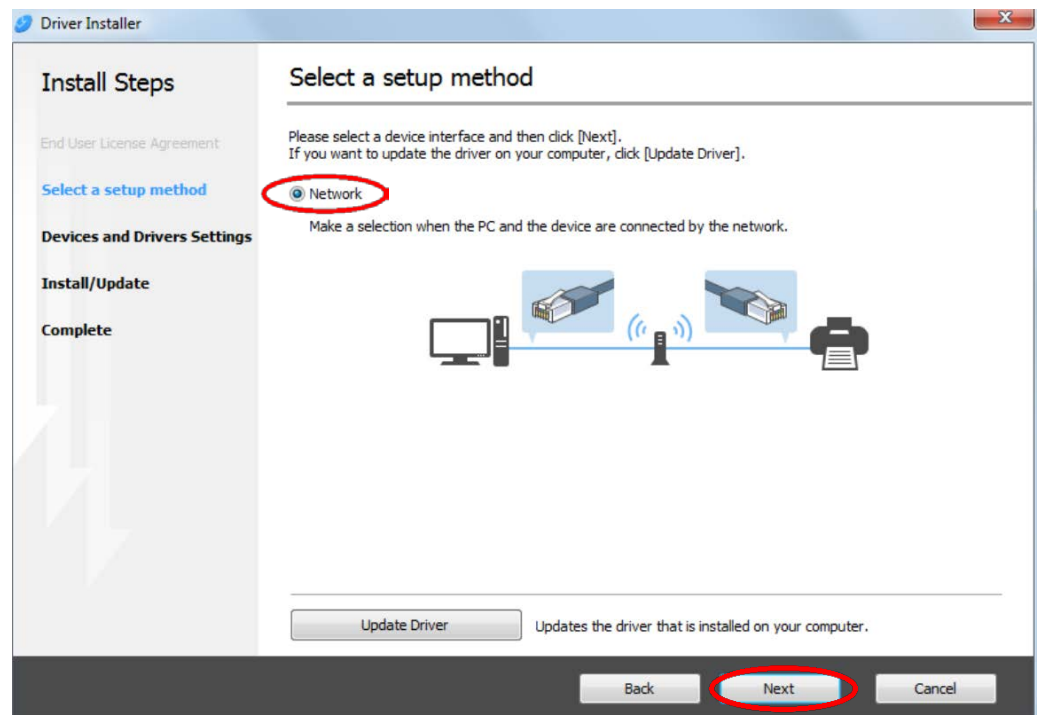 Driver Installer
Install Steps
End User License Agreement
Select a setup method
Devices and Drivers Settings
Install/Update
Complete
Select a setup method
Please select a device interface and then click [Next].
If you want to update the driver on your computer, click [Update Driver].
Network
Make a selection when the PC and the device are connected by the network.
Update Driver
Updates the driver that is installed on your computer.
Back
Next
Cancel